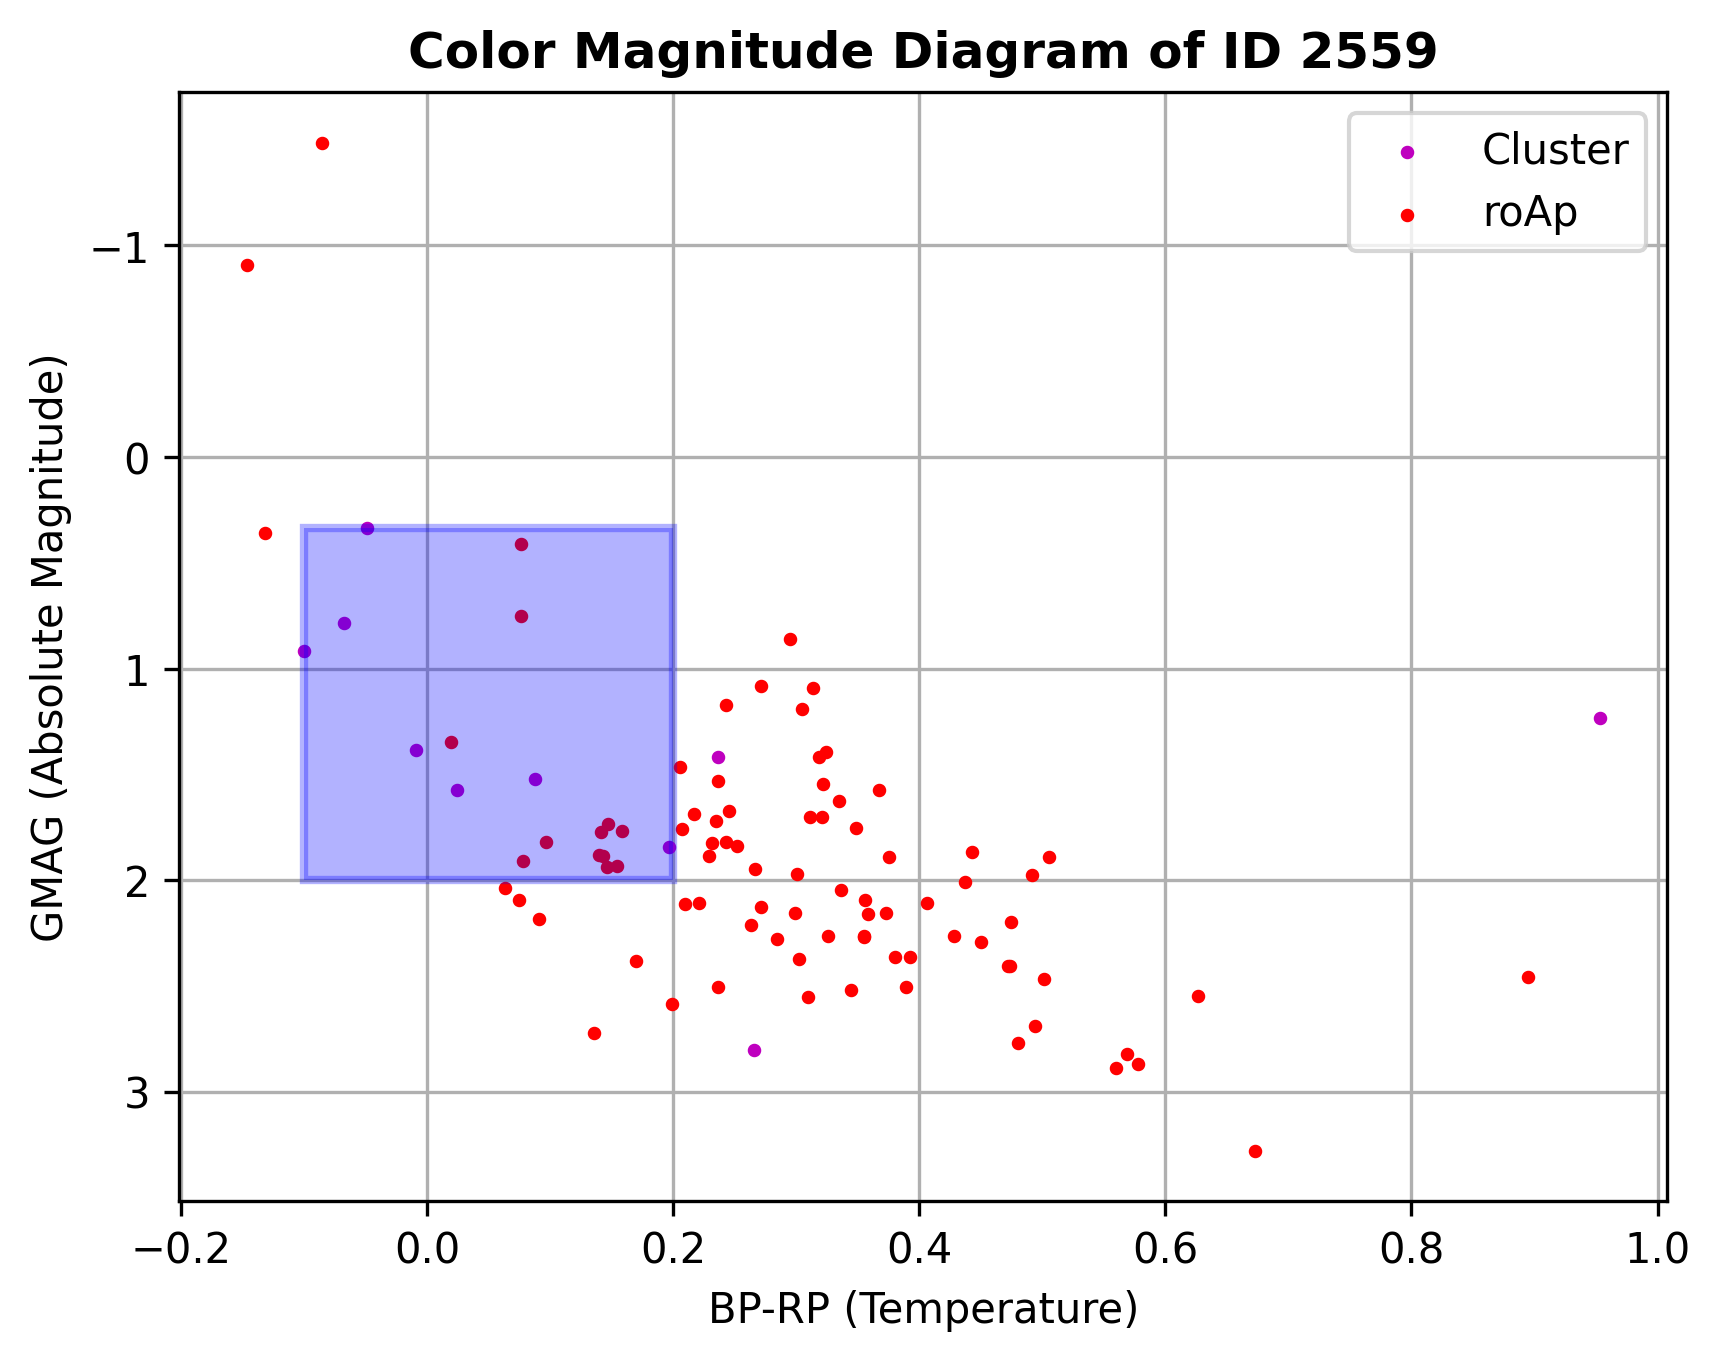 Color Magnitude Diagram of ID 2559
Cluster
roAp
GMAG (Absolute Magnitude)
−1
0
1
2
3
−0.2 0.0 0.2 0.4 0.6 0.8 1.0
BP-RP (Temperature)